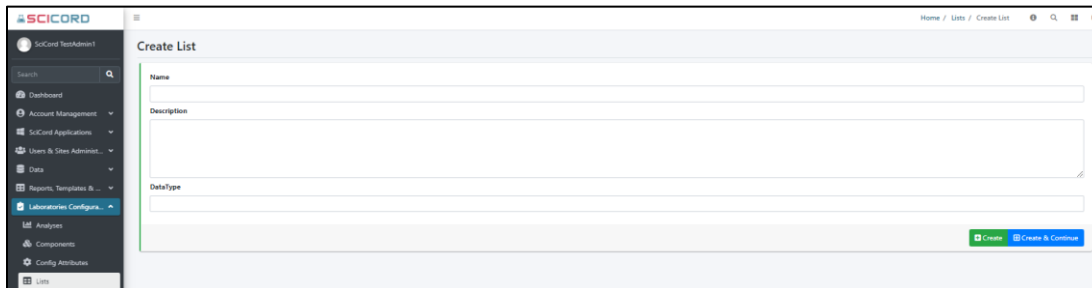 SCICORD
Home / Lists / Create List
SciCord TestAdmin1
Create List
Search
Name
Dashboard
Description
Account Management
SciCord Applications
Users & Sites Administ...
Data
DataType
Reports, Templates & ...
Laboratories Configura...
Analyses
Create
Create & Continue
Components
Config Attributes
Lists